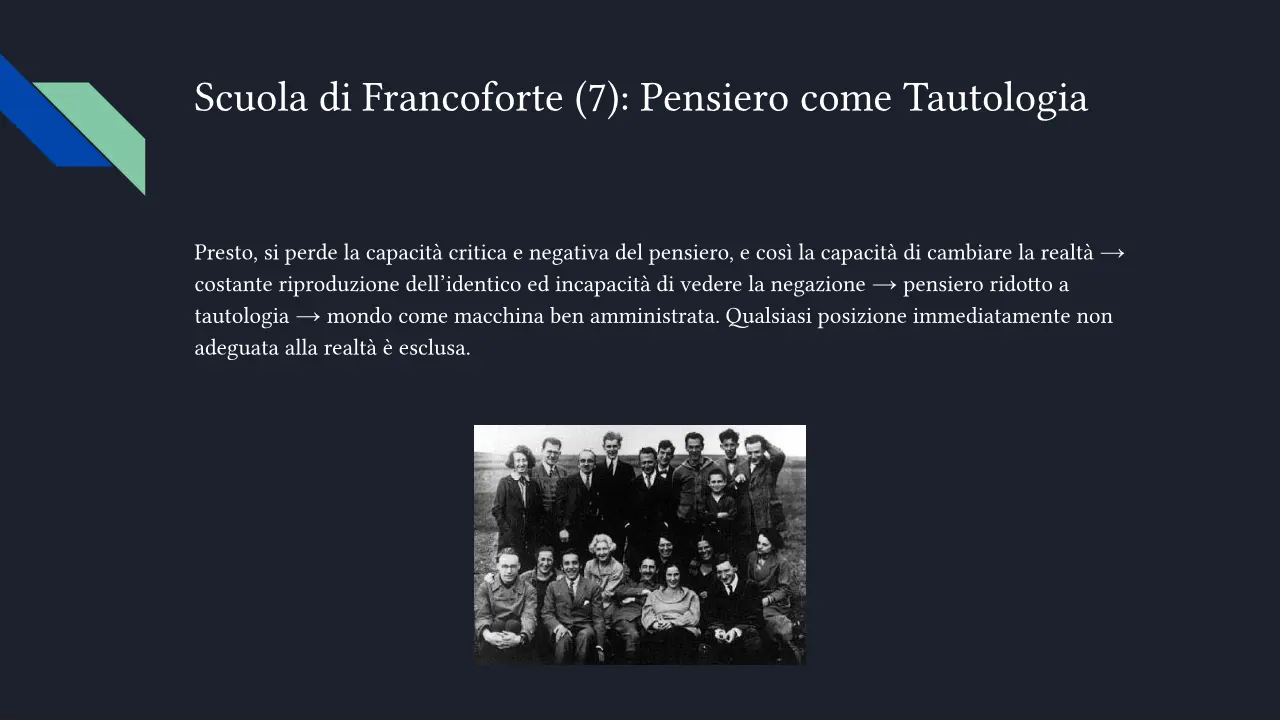 Scuola di Francoforte (7): Pensiero come Tautologia
Presto, si perde la capacità critica e negativa del pensiero, e così la capacità di cambiare la realtà →
costante riproduzione dell’identico ed incapacità di vedere la negazione → pensiero ridotto a
tautologia → mondo come macchina ben amministrata. Qualsiasi posizione immediatamente non
adeguata alla realtà è esclusa.